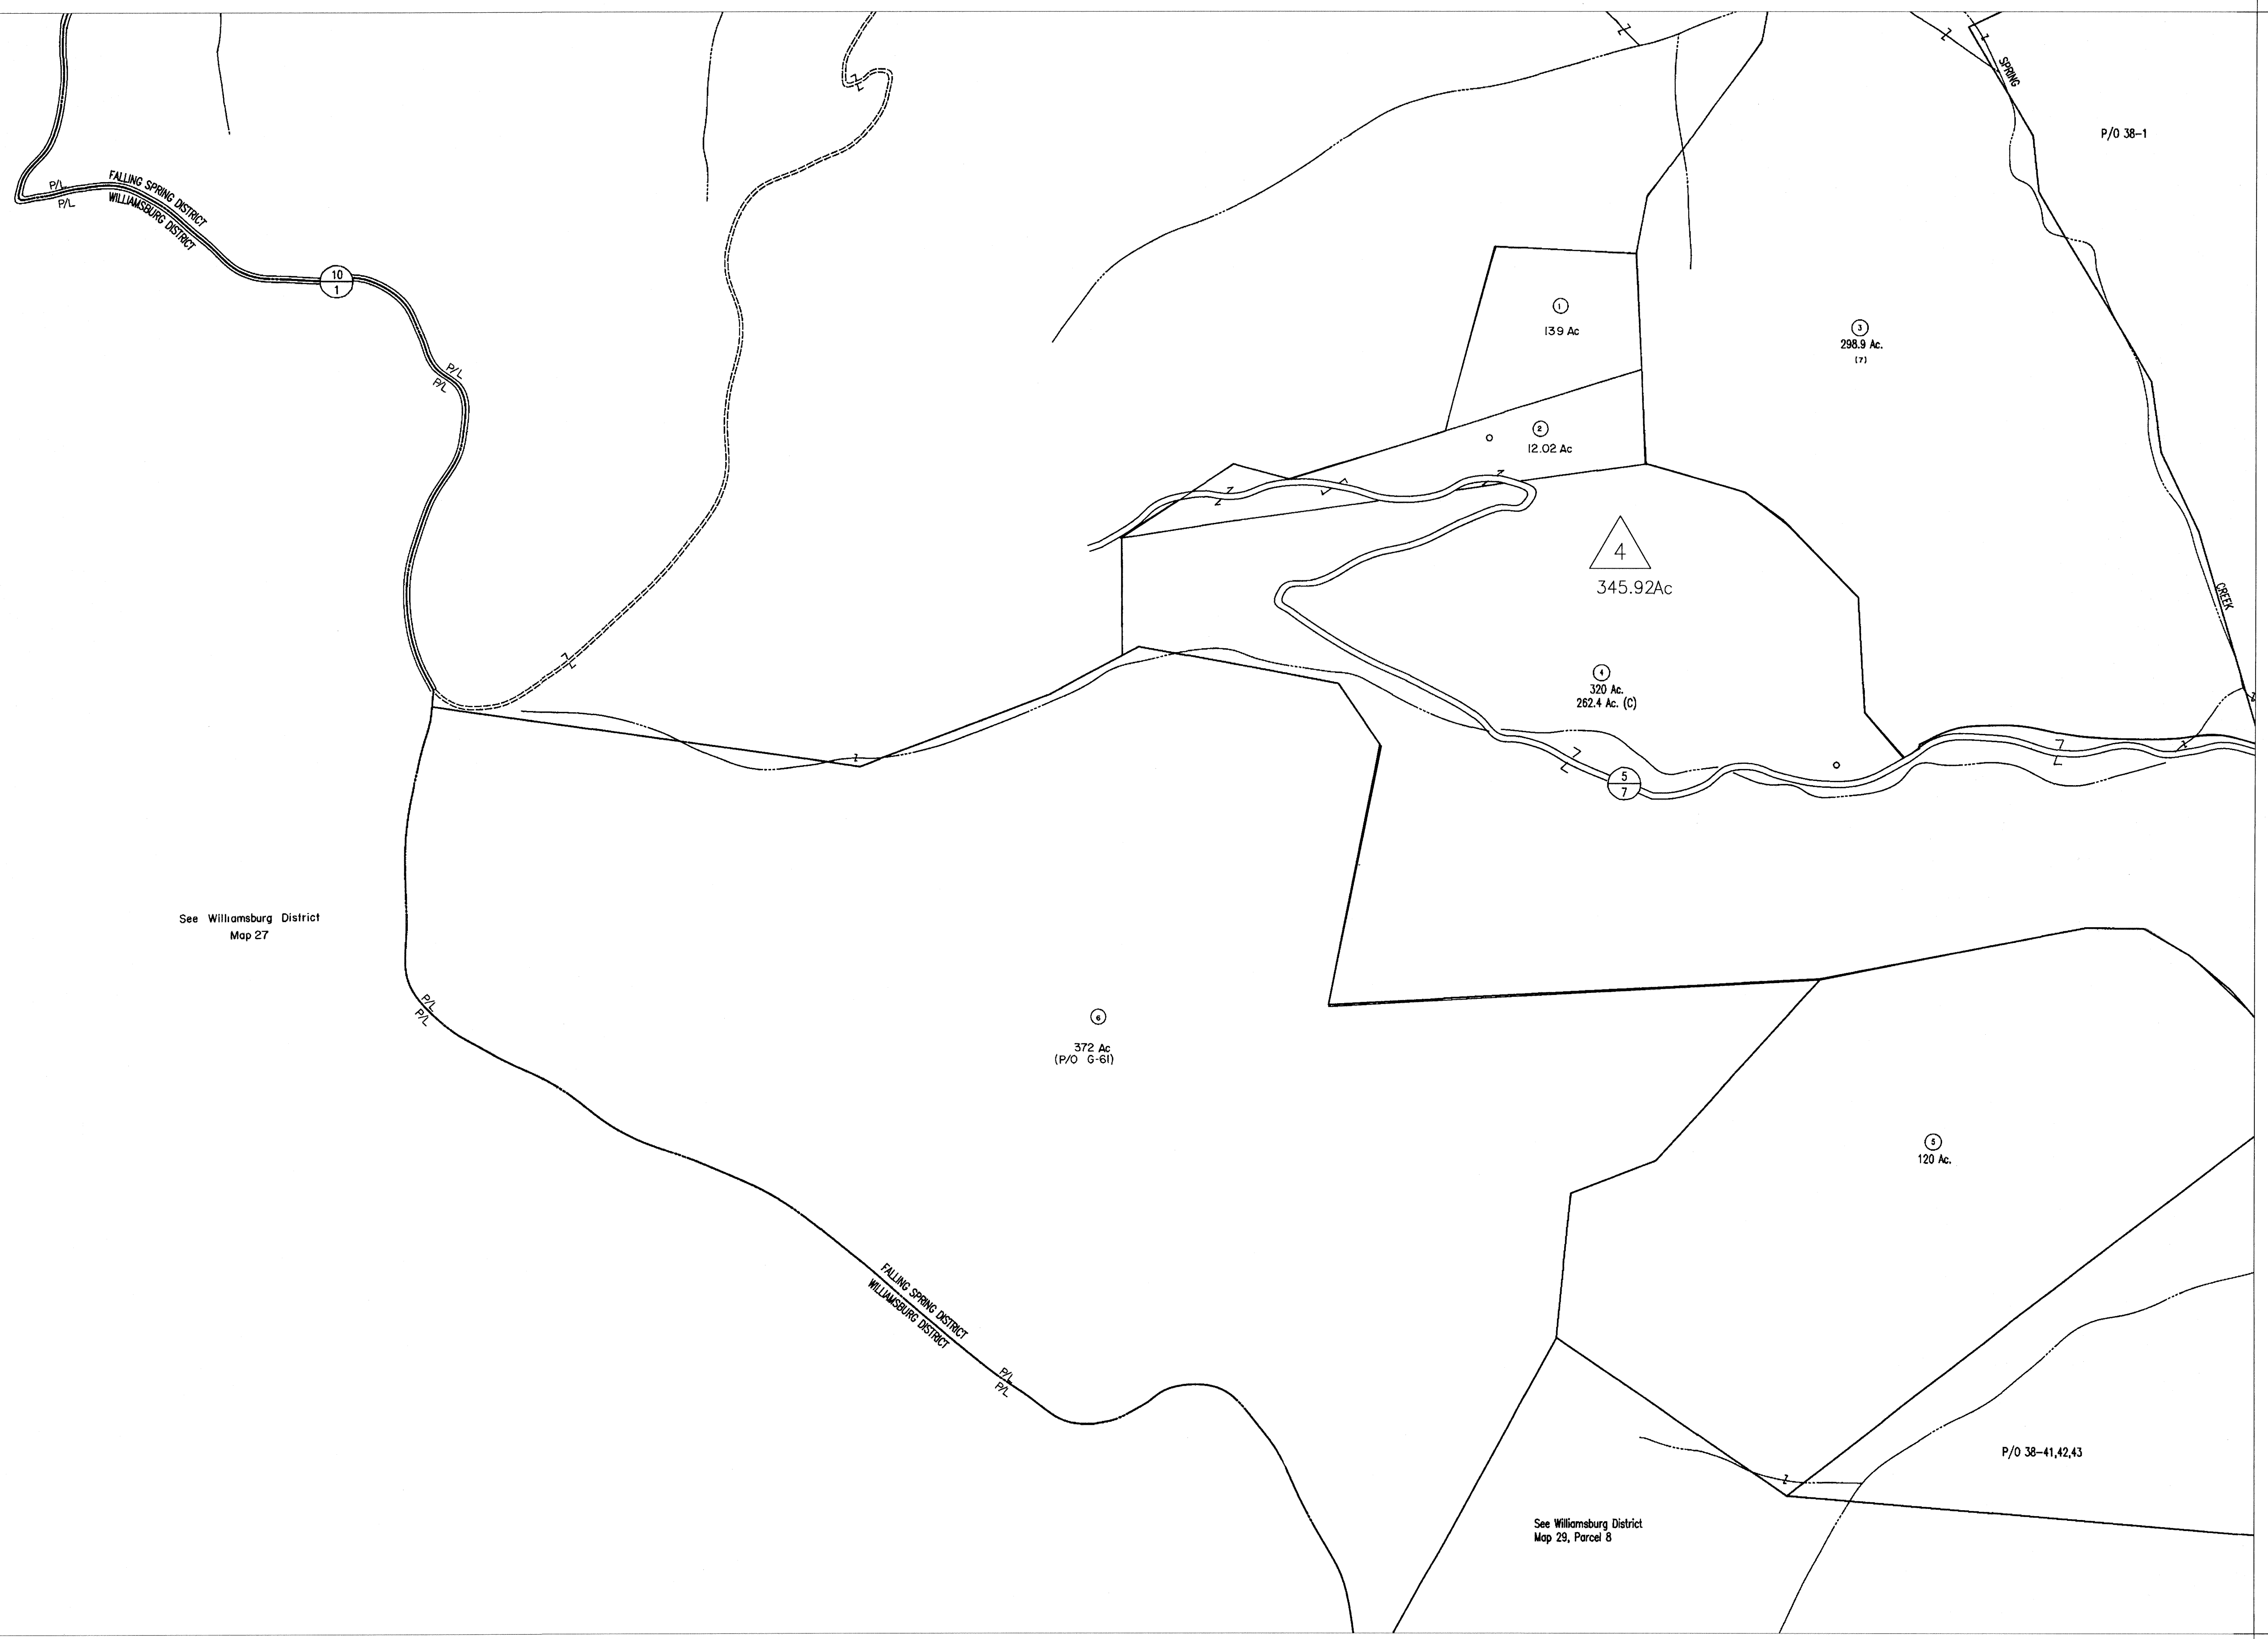 SPRING
P/O 38-1
P/L
P/L
FALLING SPRING DISTRICT
WILLIAMSBURG DISTRICT
10
1
1
139 Ac
3
298.9 Ac.
(7)
P/L
P/L
2
12.02 Ac
4
345.92Ac
CREEK
4
320 Ac.
262.4 Ac. (C)
5
7
See Williamsburg District
Map 27
P/L
P/L
6
372 Ac
(P/O G-61)
5
120 Ac.
FALLING SPRING DISTRICT
WILLIAMSBURG DISTRICT
P/L
P/L
P/O 38-41,42,43
See Williamsburg District
Map 29, Parcel 8